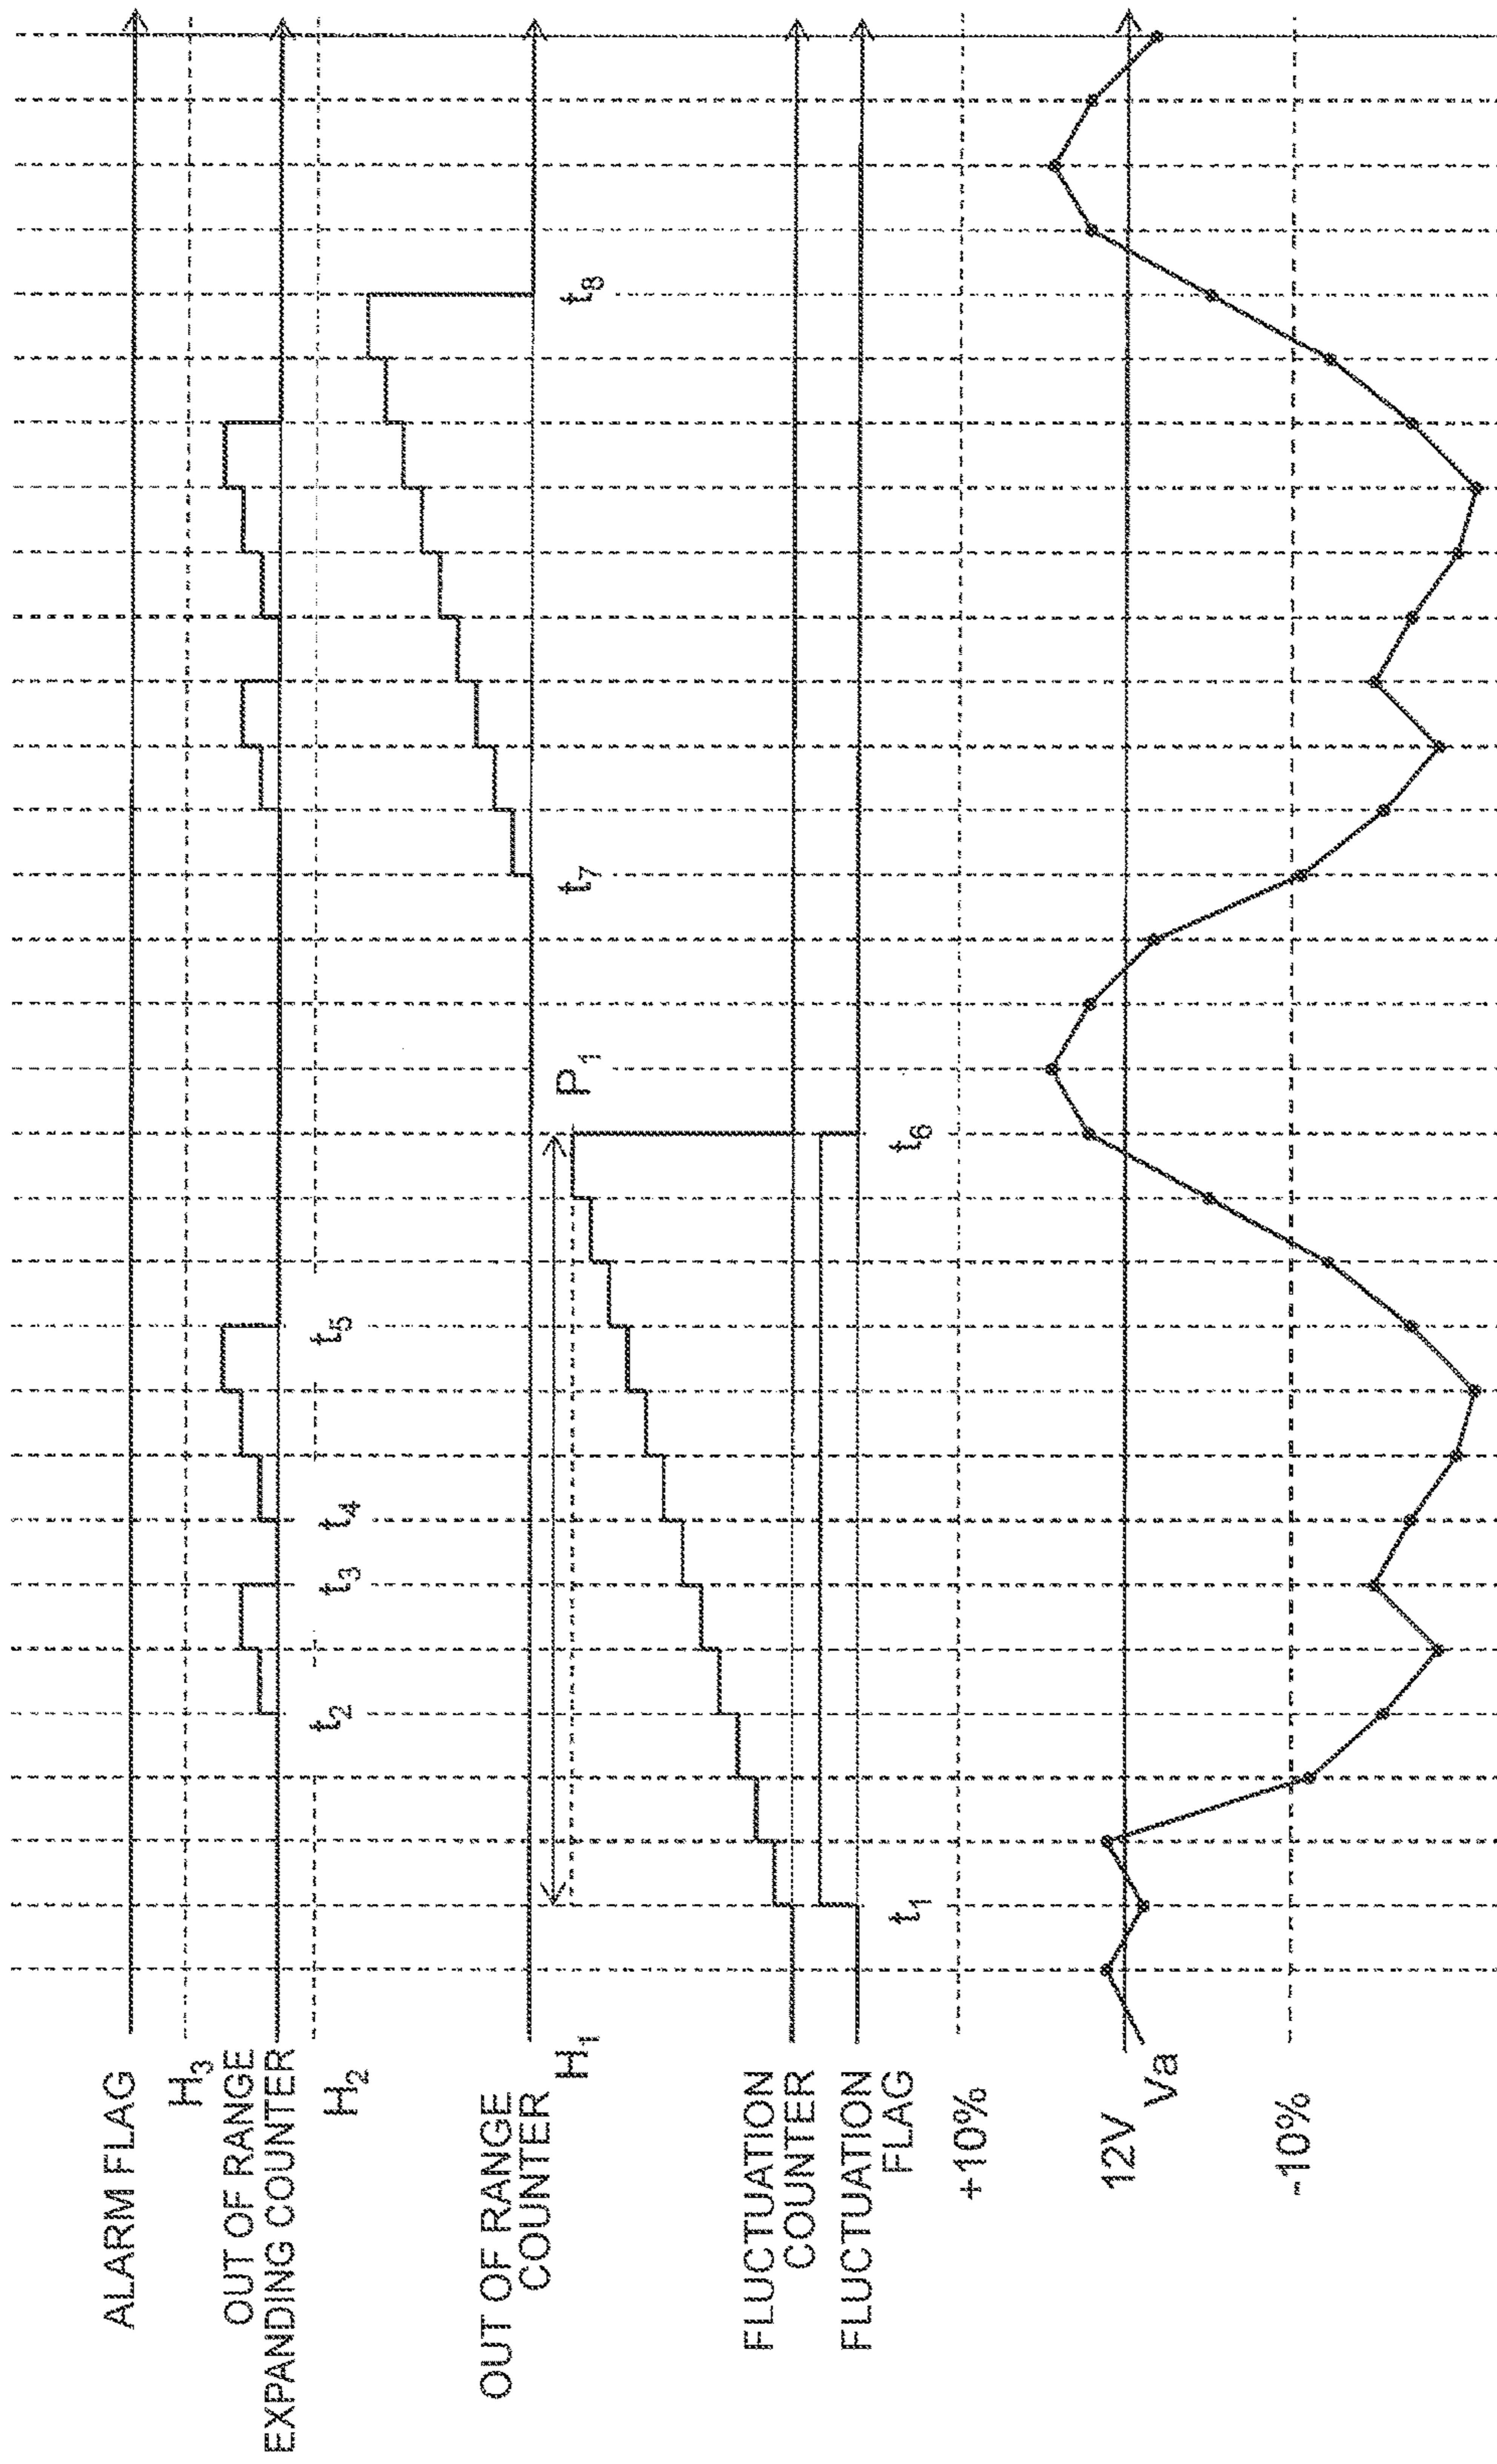 ALARM FLAG
H3
OUT OF RANGE
EXPANDING COUNTER
H2
t2
t3
t4
t5
OUT OF RANGE
COUNTER
H1
P1
t7
t8
FLUCTUATION
COUNTER
FLUCTUATION
FLAG
t1
t6
+10%
12V
Va
-10%